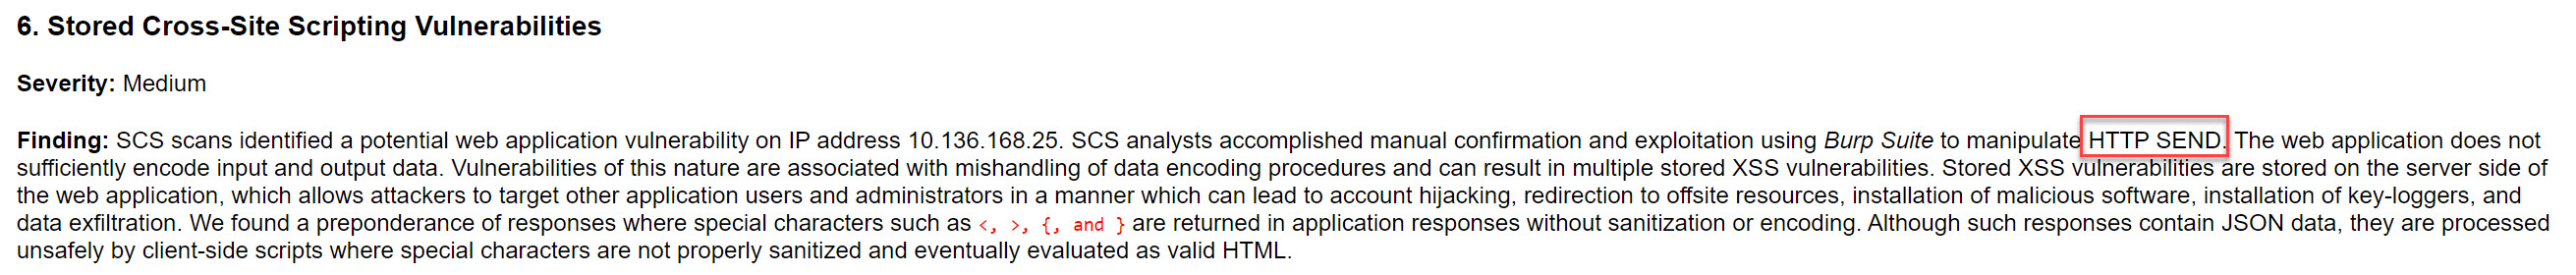 6. Stored Cross-Site Scripting Vulnerabilities
Severity: Medium
Finding: SCS scans identified a potential web application vulnerability on IP address 10.136.168.25. SCS analysts accomplished manual confirmation and exploitation using Burp Suite to manipulate HTTP SEND. The web application does not
sufficiently encode input and output data. Vulnerabilities of this nature are associated with mishandling of data encoding procedures and can result in multiple stored XSS vulnerabilities. Stored XSS vulnerabilities are stored on the server side of
the web application, which allows attackers to target other application users and administrators in a manner which can lead to account hijacking, redirection to offsite resources, installation of malicious software, installation of key-loggers, and
data exfiltration. We found a preponderance of responses where special characters such as <, >, {, and } are returned in application responses without sanitization or encoding. Although such responses contain JSON data, they are processed
unsafely by client-side scripts where special characters are not properly sanitized and eventually evaluated as valid HTML.